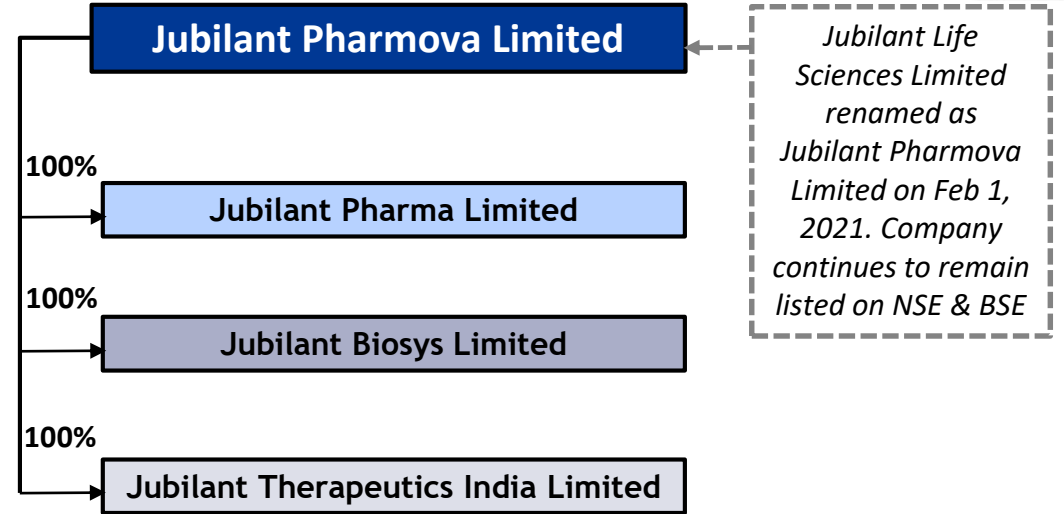 Jubilant Pharmova Limited
Jubilant Life
Sciences Limited
renamed as
Jubilant Pharmova
Limited on Feb 1,
2021. Company
continues to remain
listed on NSE & BSE
100%
Jubilant Pharma Limited
100%
Jubilant Biosys Limited
100%
Jubilant Therapeutics India Limited